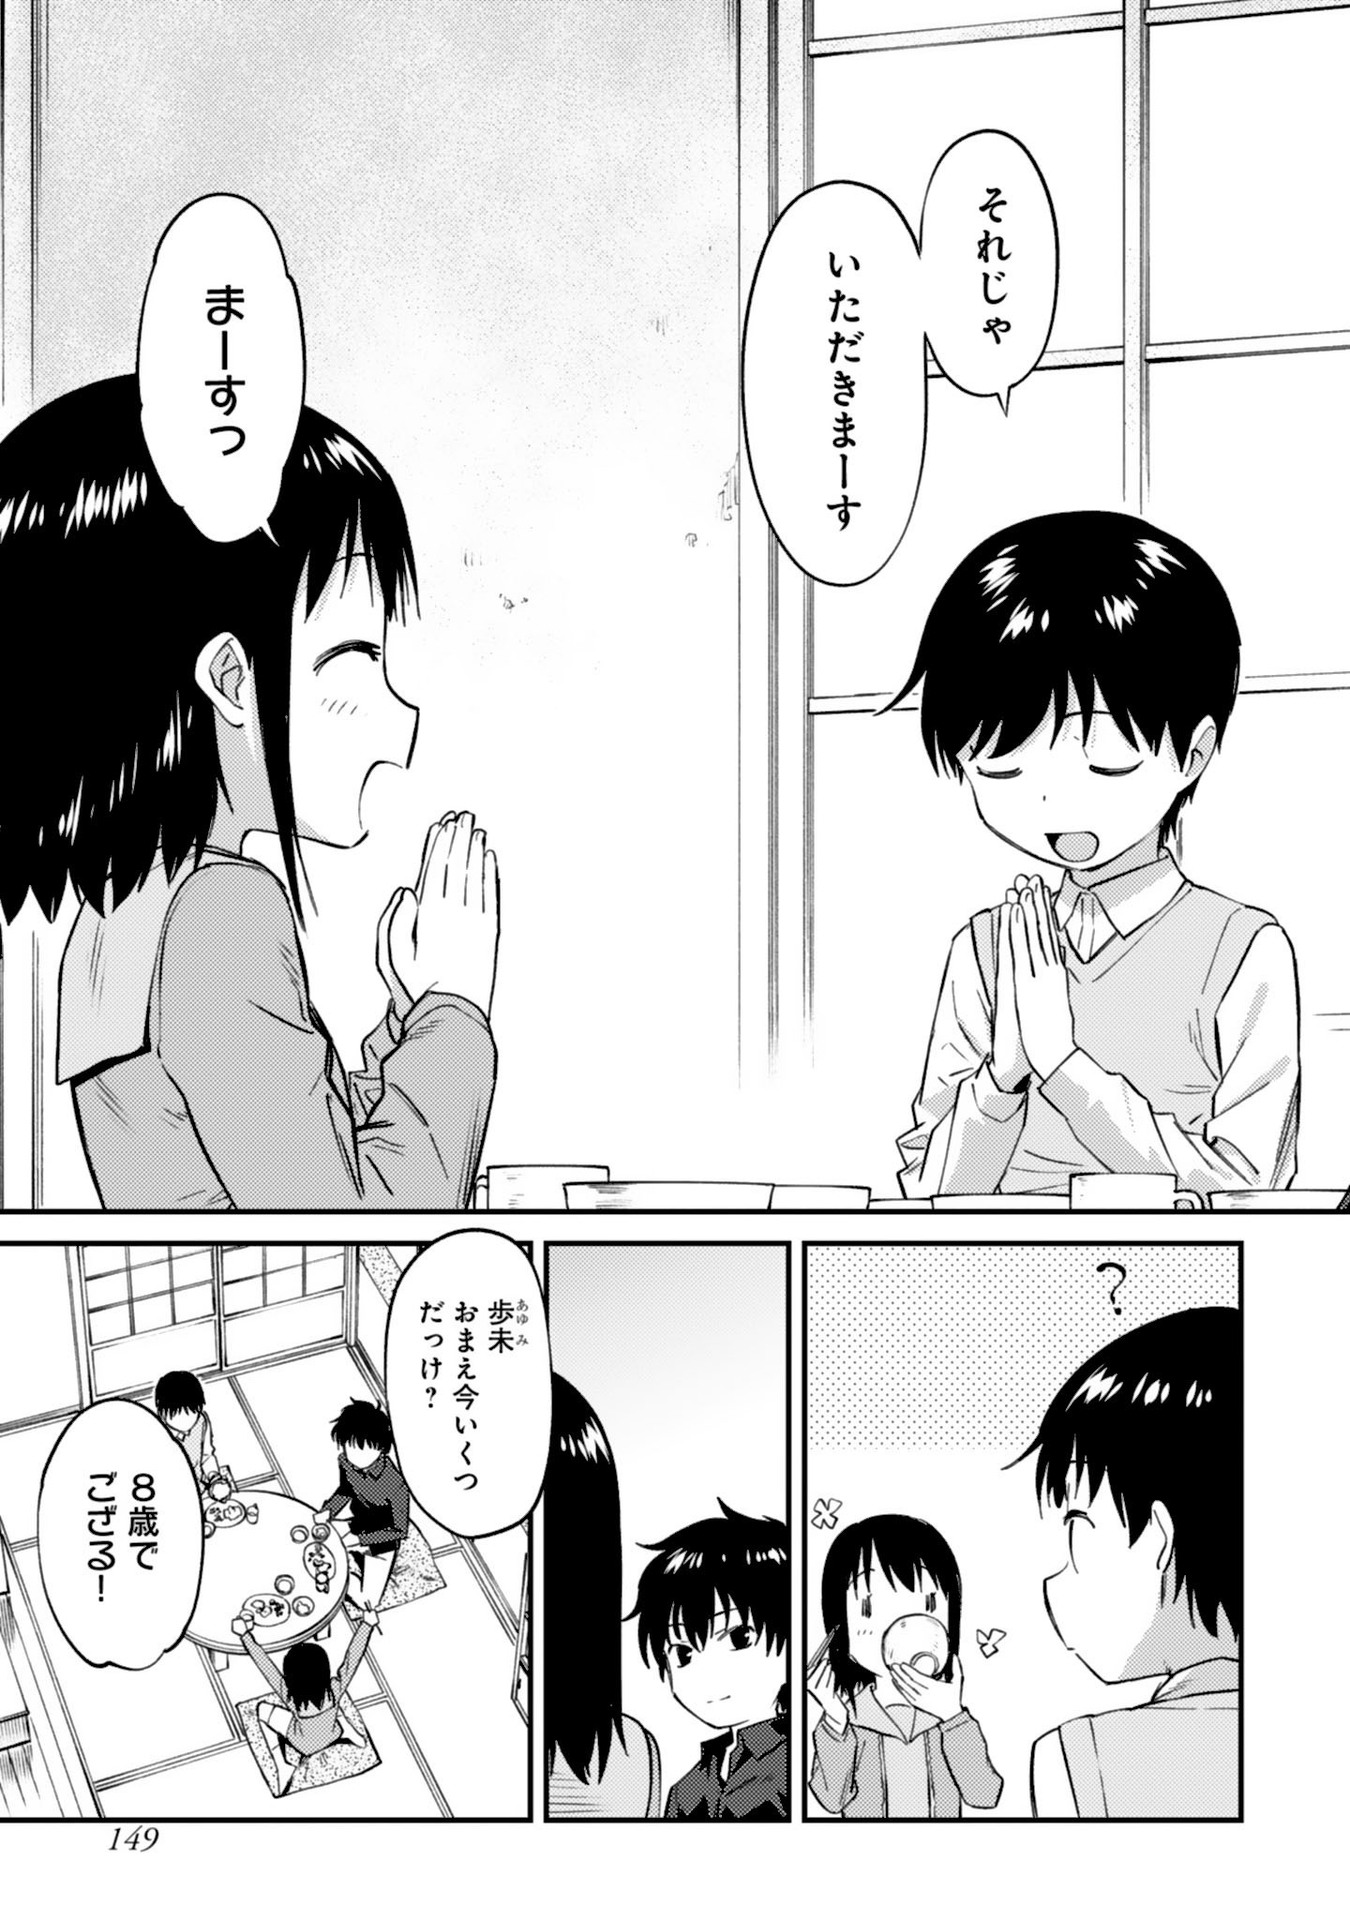 それじゃ
いただきまーす
まーすっ
?
歩未
あゆみ
おまえ今いくつ
だっけ?
8歳で
ござる!
149